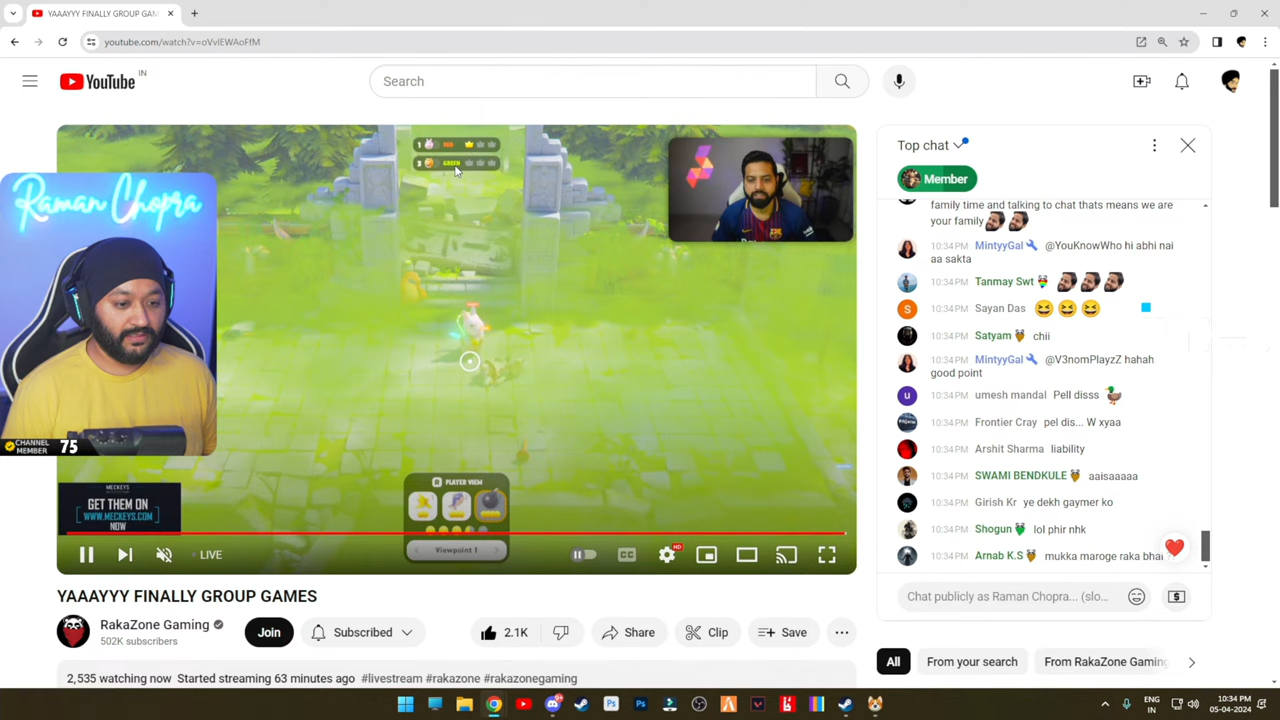 YAAAYYY FINALLY GROUP GAM
youtube.com/watch?v=oVvlEWAoFfM
YouTube IN
Search
1
3 GREEN
Raman Chopra
CHANNEL MEMBER 75
MECKEYS
GET THEM ON
WWW.MECKEYS.COM
NOW
R PLAYER VIEW
Viewpoint 1
LIVE
CC
HD
YAAAYYY FINALLY GROUP GAMES
RakaZone Gaming
502K subscribers
Join
Subscribed
2.1K
Share
Clip
Save
2,535 watching now Started streaming 63 minutes ago #livestream #rakazone #rakazonegaming
Top chat
Member
family time and talking to chat thats means we are
your family
10:34 PM MintyyGal @YouKnowWho hi abhi nai
aa sakta
10:34 PM Tanmay Swt
10:34 PM Sayan Das
10:34 PM Satyam chii
10:34 PM MintyyGal @V3nomPlayzZ hahah
good point
10:34 PM umesh mandal Pell disss
10:34 PM Frontier Cray pel dis... W xyaa
10:34 PM Arshit Sharma liability
10:34 PM SWAMI BENDKULE aaisaaaaa
10:34 PM Girish Kr ye dekh gaymer ko
10:34 PM Shogun lol phir nhk
10:34 PM Arnab K.S mukka maroge raka bhai ?
Chat publicly as Raman Chopra... (slo...
All
From your search
From RakaZone Gaming
ENG
IN
10:34 PM
05-04-2024